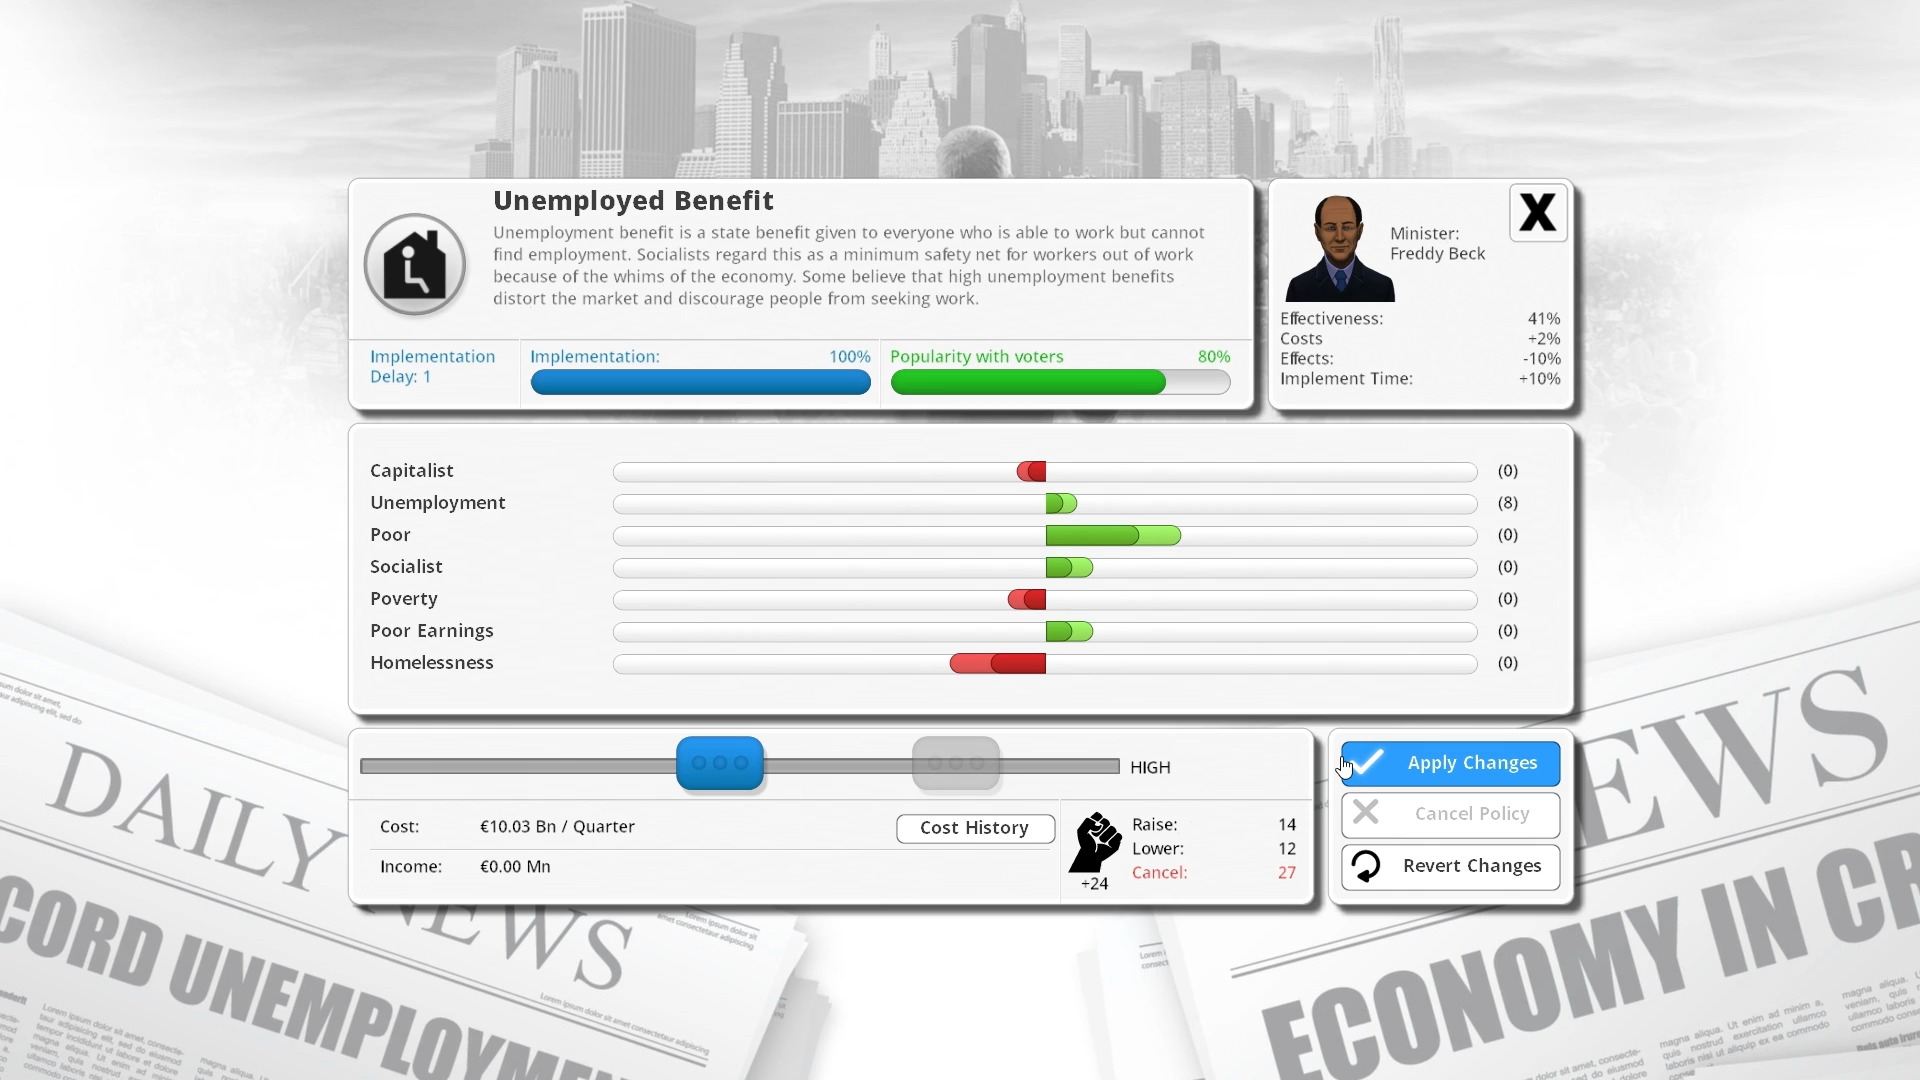 Unemployed Benefit
Unemployment benefit is a state benefit given to everyone who is able to work but cannot
find employment. Socialists regard this as a minimum safety net for workers out of work
because of the whims of the economy. Some believe that high unemployment benefits
distort the market and discourage people from seeking work.
Implementation
Delay: 1
Implementation: 100%
Popularity with voters 80%
X
Minister:
Freddy Beck
Effectiveness: 41%
Costs +2%
Effects: -10%
Implement Time: +10%
Capitalist (0)
Unemployment (8)
Poor (0)
Socialist (0)
Poverty (0)
Poor Earnings (0)
Homelessness (0)
HIGH
Cost: €10.03 Bn / Quarter
Cost History
Income: €0.00 Mn
+24
Raise: 14
Lower: 12
Cancel: 27
Apply Changes
Cancel Policy
Revert Changes
DAILY NEWS
CORD UNEMPLOYME
EWS
ECONOMY IN CR